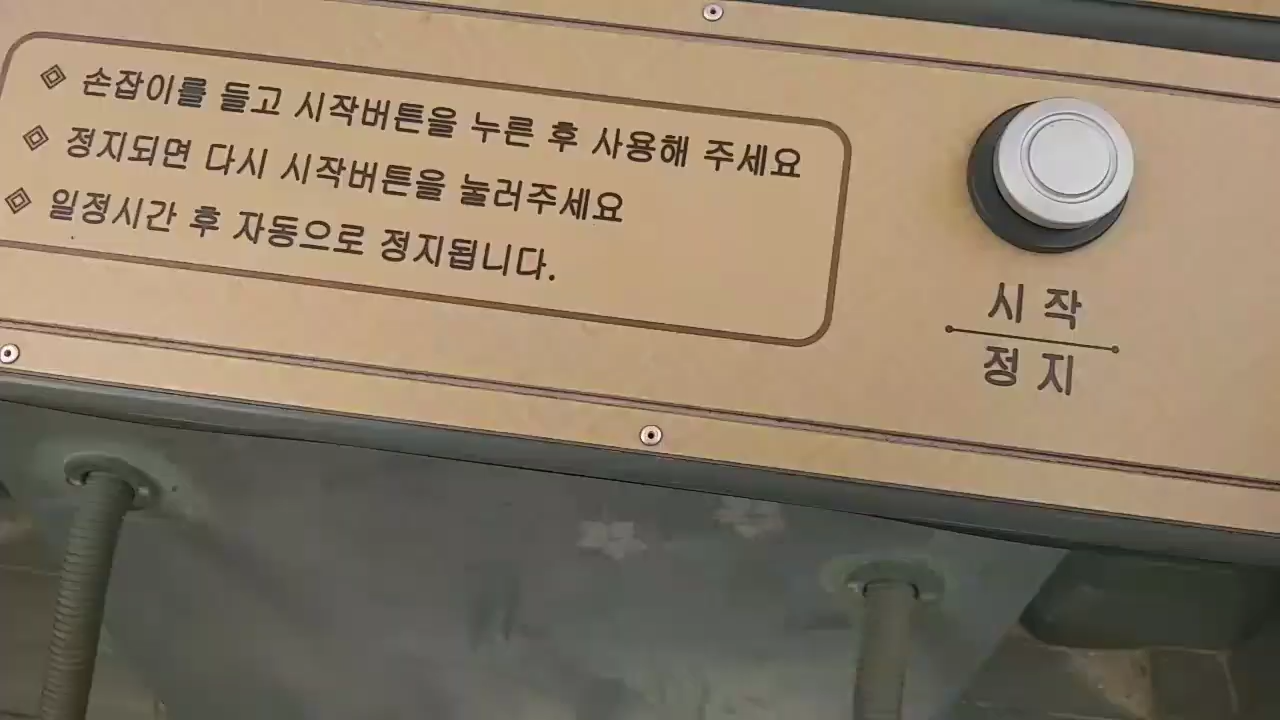 손잡이를 들고 시작버튼을 누른 후 사용해 주세요
정지되면 다시 시작버튼을 눌러주세요
일정시간 후 자동으로 정지됩니다.
시작
정지